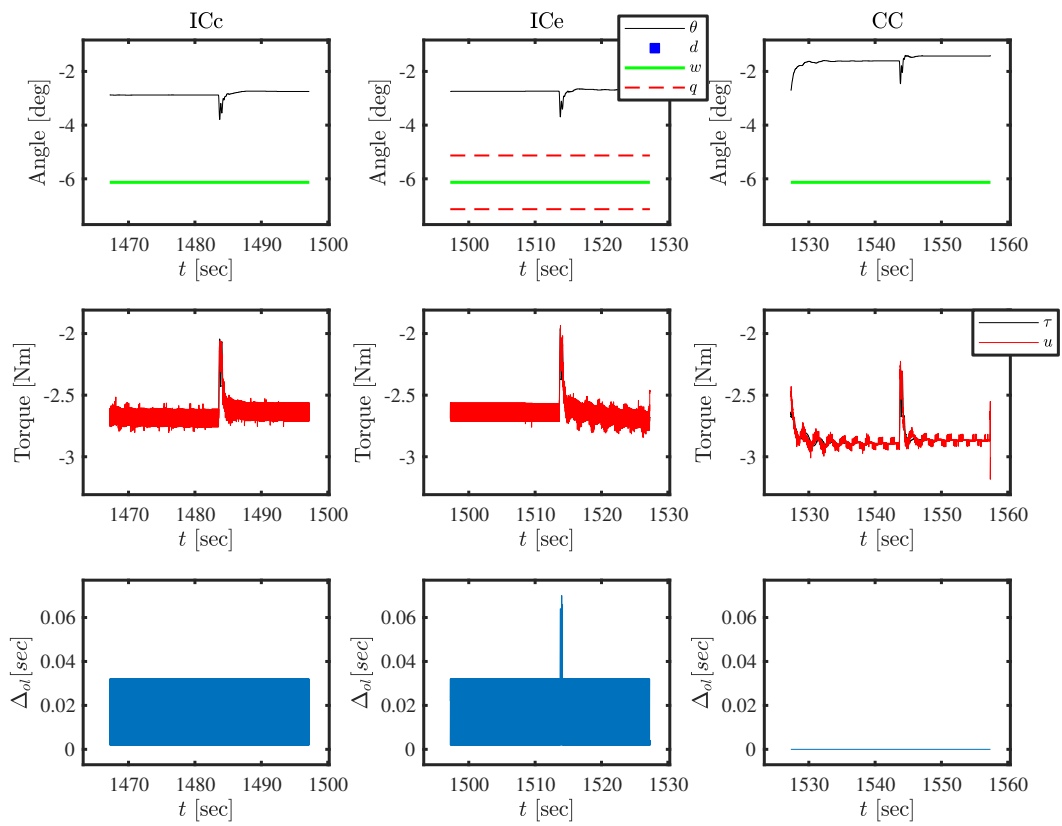 ICc
ICe
CC
θ
d
w
q
-2
-4
-6
Angle [deg]
1470 1480 1490 1500
t [sec]
-2
-4
-6
Angle [deg]
1500 1510 1520 1530
t [sec]
-2
-4
-6
Angle [deg]
1530 1540 1550 1560
t [sec]
-2
-2.5
-3
Torque [Nm]
1470 1480 1490 1500
t [sec]
-2
-2.5
-3
Torque [Nm]
1500 1510 1520 1530
t [sec]
τ
u
-2
-2.5
-3
Torque [Nm]
1530 1540 1550 1560
t [sec]
0.06
0.04
0.02
0
Δol[sec]
1470 1480 1490 1500
t [sec]
0.06
0.04
0.02
0
Δol[sec]
1500 1510 1520 1530
t [sec]
0.06
0.04
0.02
0
Δol[sec]
1530 1540 1550 1560
t [sec]